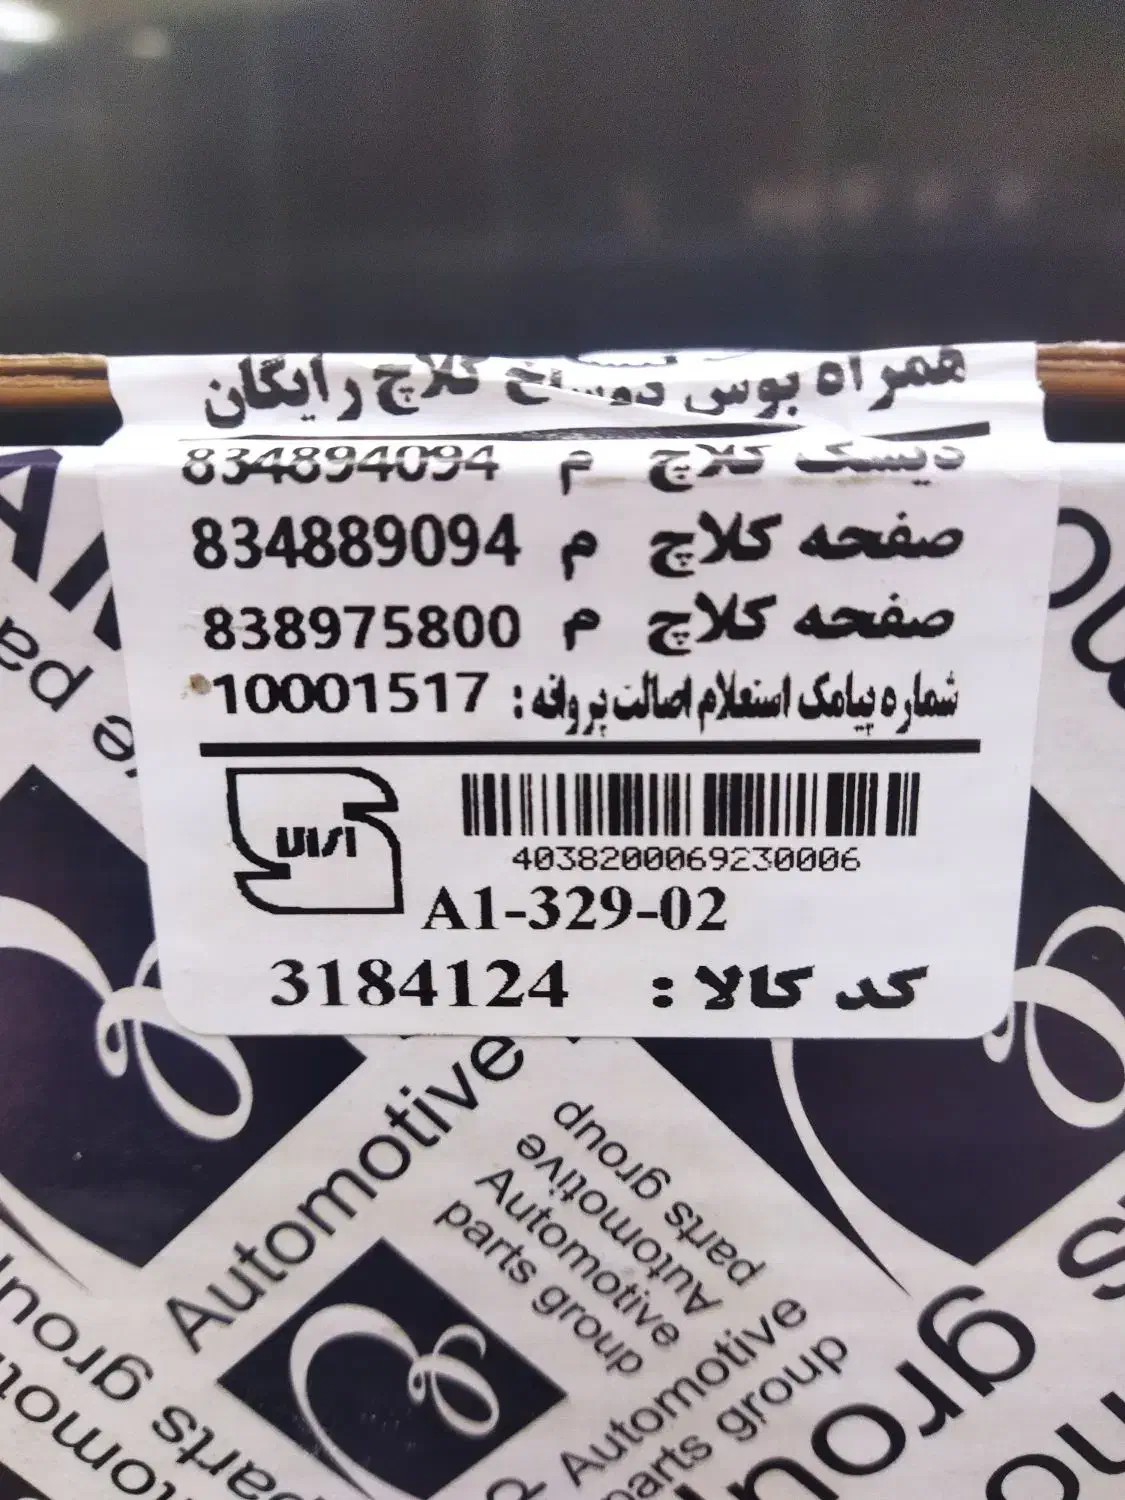 همراه بوس دوشاخ کلاچ رایگان
دیسک کلاچ م 834894094
صفحه کلاچ م 834889094
صفحه کلاچ م 838975800
شماره پیامک استعلام اصالت پروانه : 10001517
4038200069230006
A1-329-02
کد کالا : 3184124
Automotive
parts group
Automotive
parts group
Automotive
parts group
Automotive
parts group